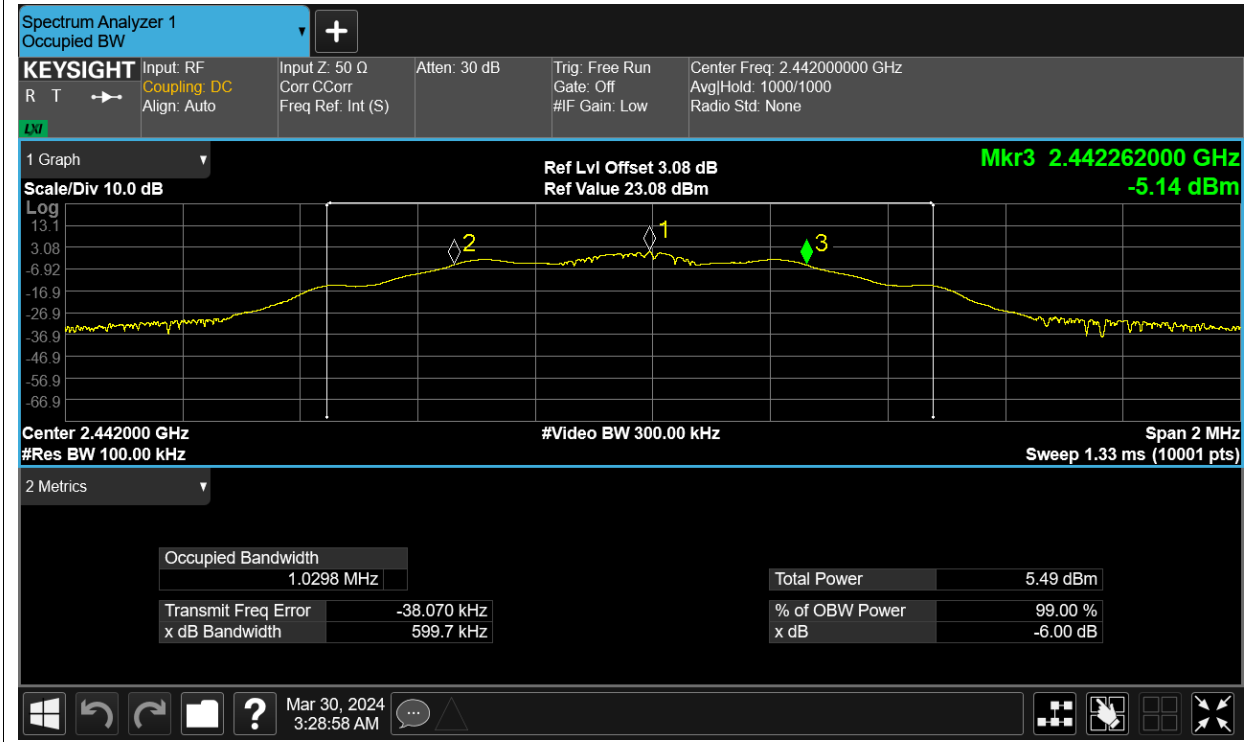 Spectrum Analyzer 1
Occupied BW
KEYSIGHT
R T
LXI
Input: RF
Coupling: DC
Align: Auto
Input Z: 50 Ω
Corr CCorr
Freq Ref: Int (S)
Atten: 30 dB
Trig: Free Run
Gate: Off
#IF Gain: Low
Center Freq: 2.442000000 GHz
Avg|Hold: 1000/1000
Radio Std: None
1 Graph
Scale/Div 10.0 dB
Ref Lvl Offset 3.08 dB
Ref Value 23.08 dBm
Mkr3 2.442262000 GHz
-5.14 dBm
Log
13.1
3.08
-6.92
-16.9
-26.9
-36.9
-46.9
-56.9
-66.9
2
1
3
Center 2.442000 GHz
#Res BW 100.00 kHz
#Video BW 300.00 kHz
Span 2 MHz
Sweep 1.33 ms (10001 pts)
2 Metrics
Occupied Bandwidth
1.0298 MHz
Transmit Freq Error -38.070 kHz
x dB Bandwidth 599.7 kHz
Total Power 5.49 dBm
% of OBW Power 99.00 %
x dB -6.00 dB
?
Mar 30, 2024
3:28:58 AM